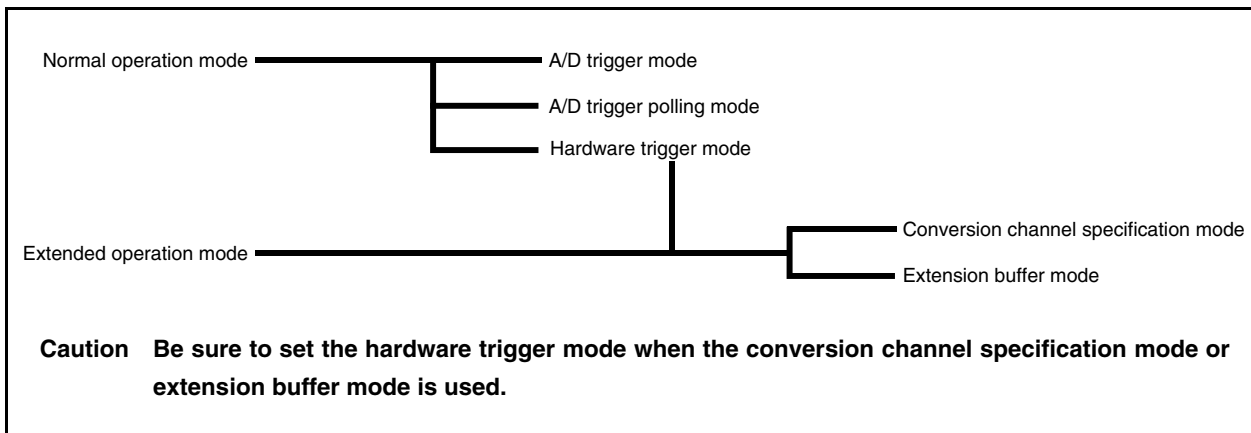 Normal operation mode
A/D trigger mode
A/D trigger polling mode
Hardware trigger mode
Extended operation mode
Conversion channel specification mode
Extension buffer mode
Caution Be sure to set the hardware trigger mode when the conversion channel specification mode or
extension buffer mode is used.